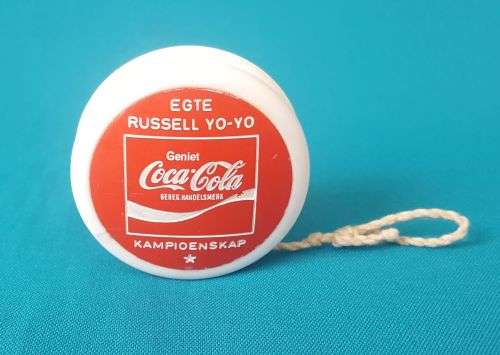 EGTE
RUSSELL YO-YO
Geniet
Coca-Cola
GEREG. HANDELSMERK
KAMPIOENSKAP